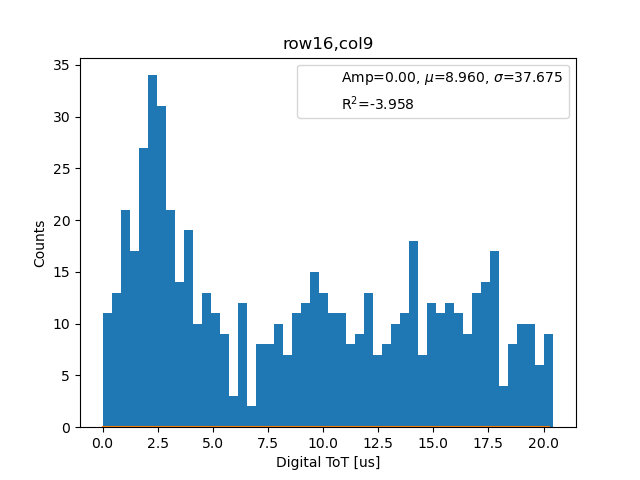 row16,col9
Amp=0.00, μ=8.960, σ=37.675
R²=-3.958
35
30
25
20
15
10
5
0
Counts
0.0 2.5 5.0 7.5 10.0 12.5 15.0 17.5 20.0
Digital ToT [us]